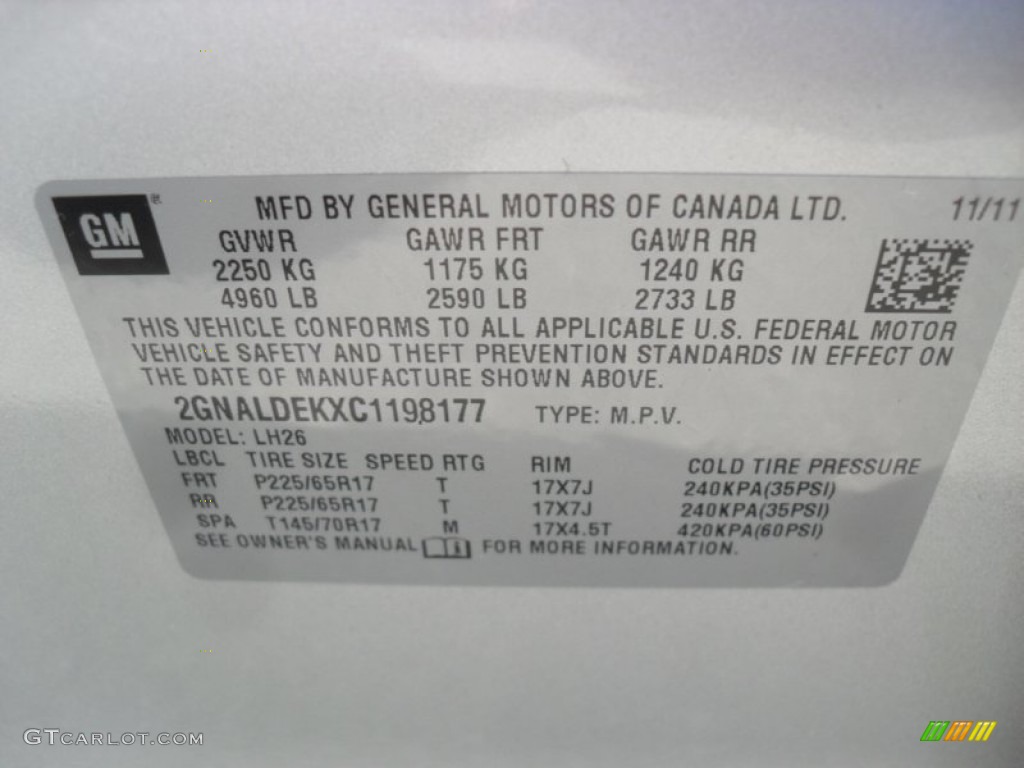 GM® MFD BY GENERAL MOTORS OF CANADA LTD. 11/11
GVWR GAWR FRT GAWR RR
2250 KG 1175 KG 1240 KG
4960 LB 2590 LB 2733 LB
THIS VEHICLE CONFORMS TO ALL APPLICABLE U.S. FEDERAL MOTOR
VEHICLE SAFETY AND THEFT PREVENTION STANDARDS IN EFFECT ON
THE DATE OF MANUFACTURE SHOWN ABOVE.
2GNALDEKXC1198177 TYPE: M.P.V.
MODEL: LH26
LBCL TIRE SIZE SPEED RTG RIM COLD TIRE PRESSURE
FRT P225/65R17 T 17X7J 240KPA(35PSI)
RR P225/65R17 T 17X7J 240KPA(35PSI)
SPA T145/70R17 M 17X4.5T 420KPA(60PSI)
SEE OWNER'S MANUAL FOR MORE INFORMATION.
GTCARLOT.COM